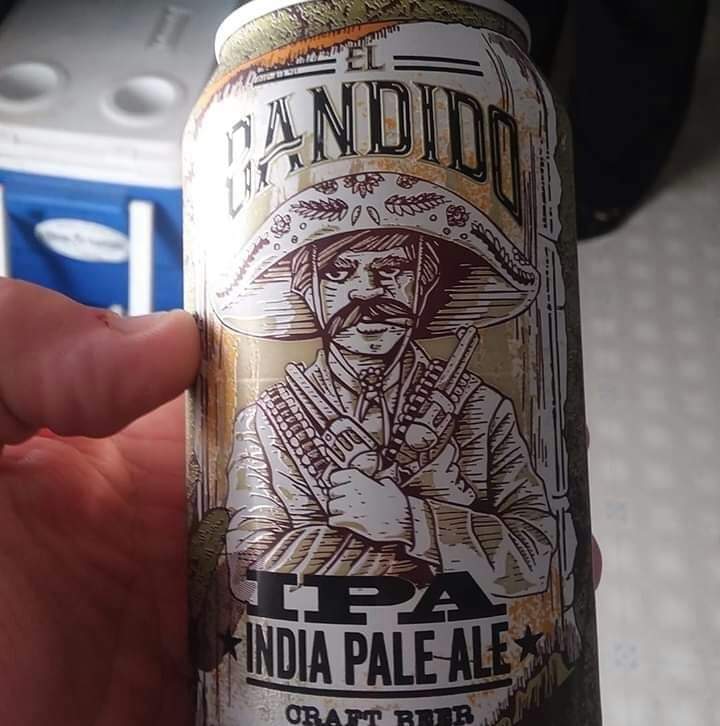 EL
BANDIDO
IPA
INDIA PALE ALE
CRAFT BEER